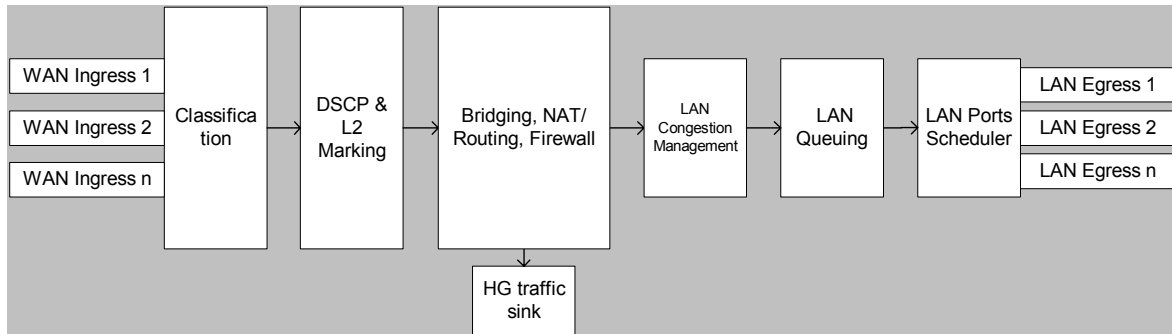 WAN Ingress 1
WAN Ingress 2
WAN Ingress n
Classifica
tion
DSCP &
L2
Marking
Bridging, NAT/
Routing, Firewall
HG traffic
sink
LAN
Congestion
Management
LAN
Queuing
LAN Ports
Scheduler
LAN Egress 1
LAN Egress 2
LAN Egress n